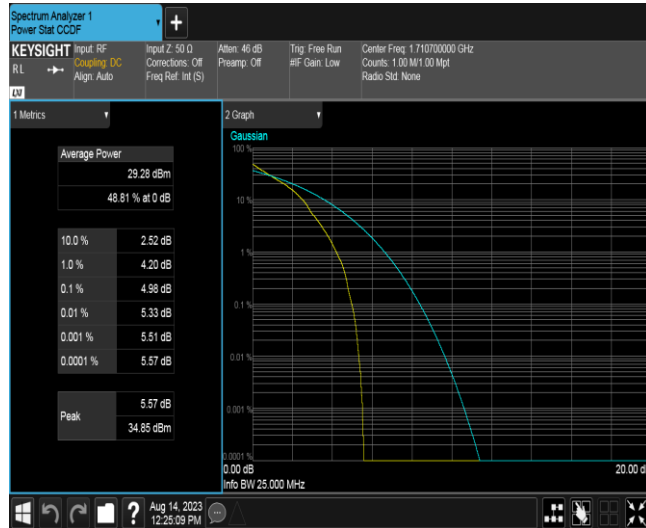 Spectrum Analyzer 1
Power Stat CCDF
+
KEYSIGHT
RL
LXI
Input: RF
Coupling: DC
Align: Auto
Input Z: 50 Ω
Corrections: Off
Freq Ref: Int (S)
Atten: 46 dB
Preamp: Off
Trig: Free Run
#IF Gain: Low
Center Freq: 1.710700000 GHz
Counts: 1.00 M/1.00 Mpt
Radio Std: None
1 Metrics
Average Power
29.28 dBm
48.81 % at 0 dB
10.0 % 2.52 dB
1.0 % 4.20 dB
0.1 % 4.98 dB
0.01 % 5.33 dB
0.001 % 5.51 dB
0.0001 % 5.57 dB
Peak
5.57 dB
34.85 dBm
2 Graph
Gaussian
100 %
10 %
1 %
0.1 %
0.01 %
0.001 %
0.0001 %
0.00 dB 20.00 d
Info BW 25.000 MHz
? Aug 14, 2023
12:25:09 PM